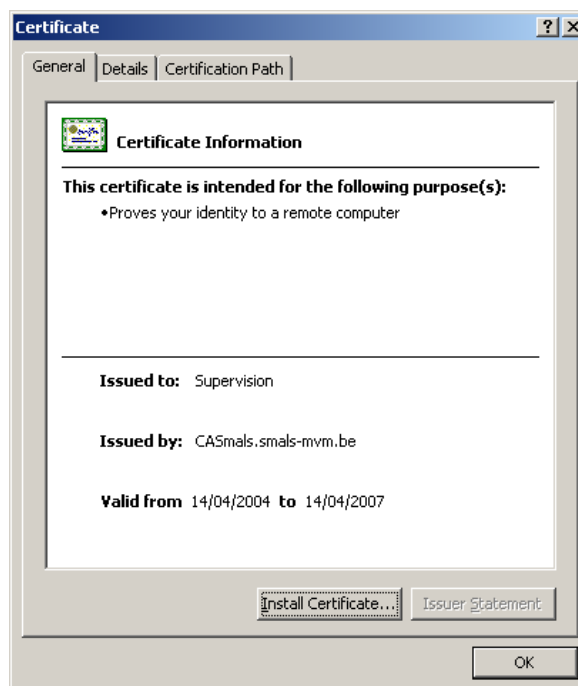 Certificate
General Details Certification Path
Certificate Information
This certificate is intended for the following purpose(s):
•Proves your identity to a remote computer
Issued to: Supervision
Issued by: CASmals.smals-mvm.be
Valid from 14/04/2004 to 14/04/2007
Install Certificate... Issuer Statement
OK